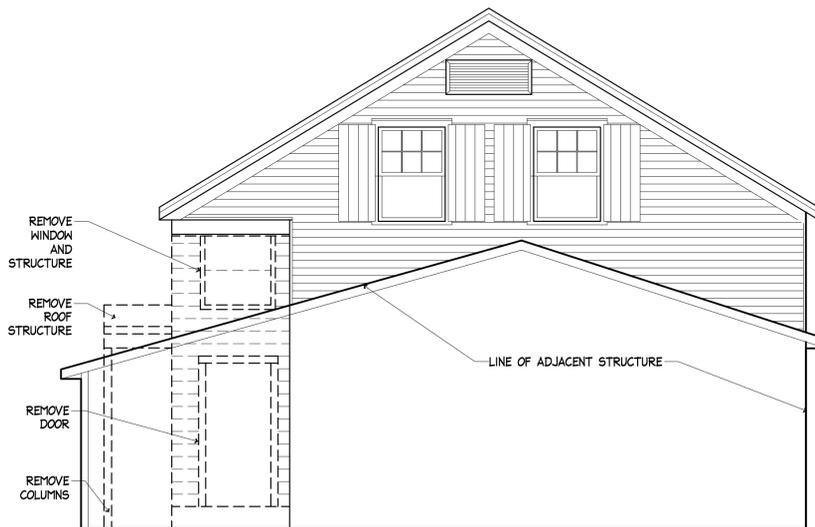 REMOVE
WINDOW
AND
STRUCTURE
REMOVE
ROOF
STRUCTURE
LINE OF ADJACENT STRUCTURE
REMOVE
DOOR
REMOVE
COLUMNS